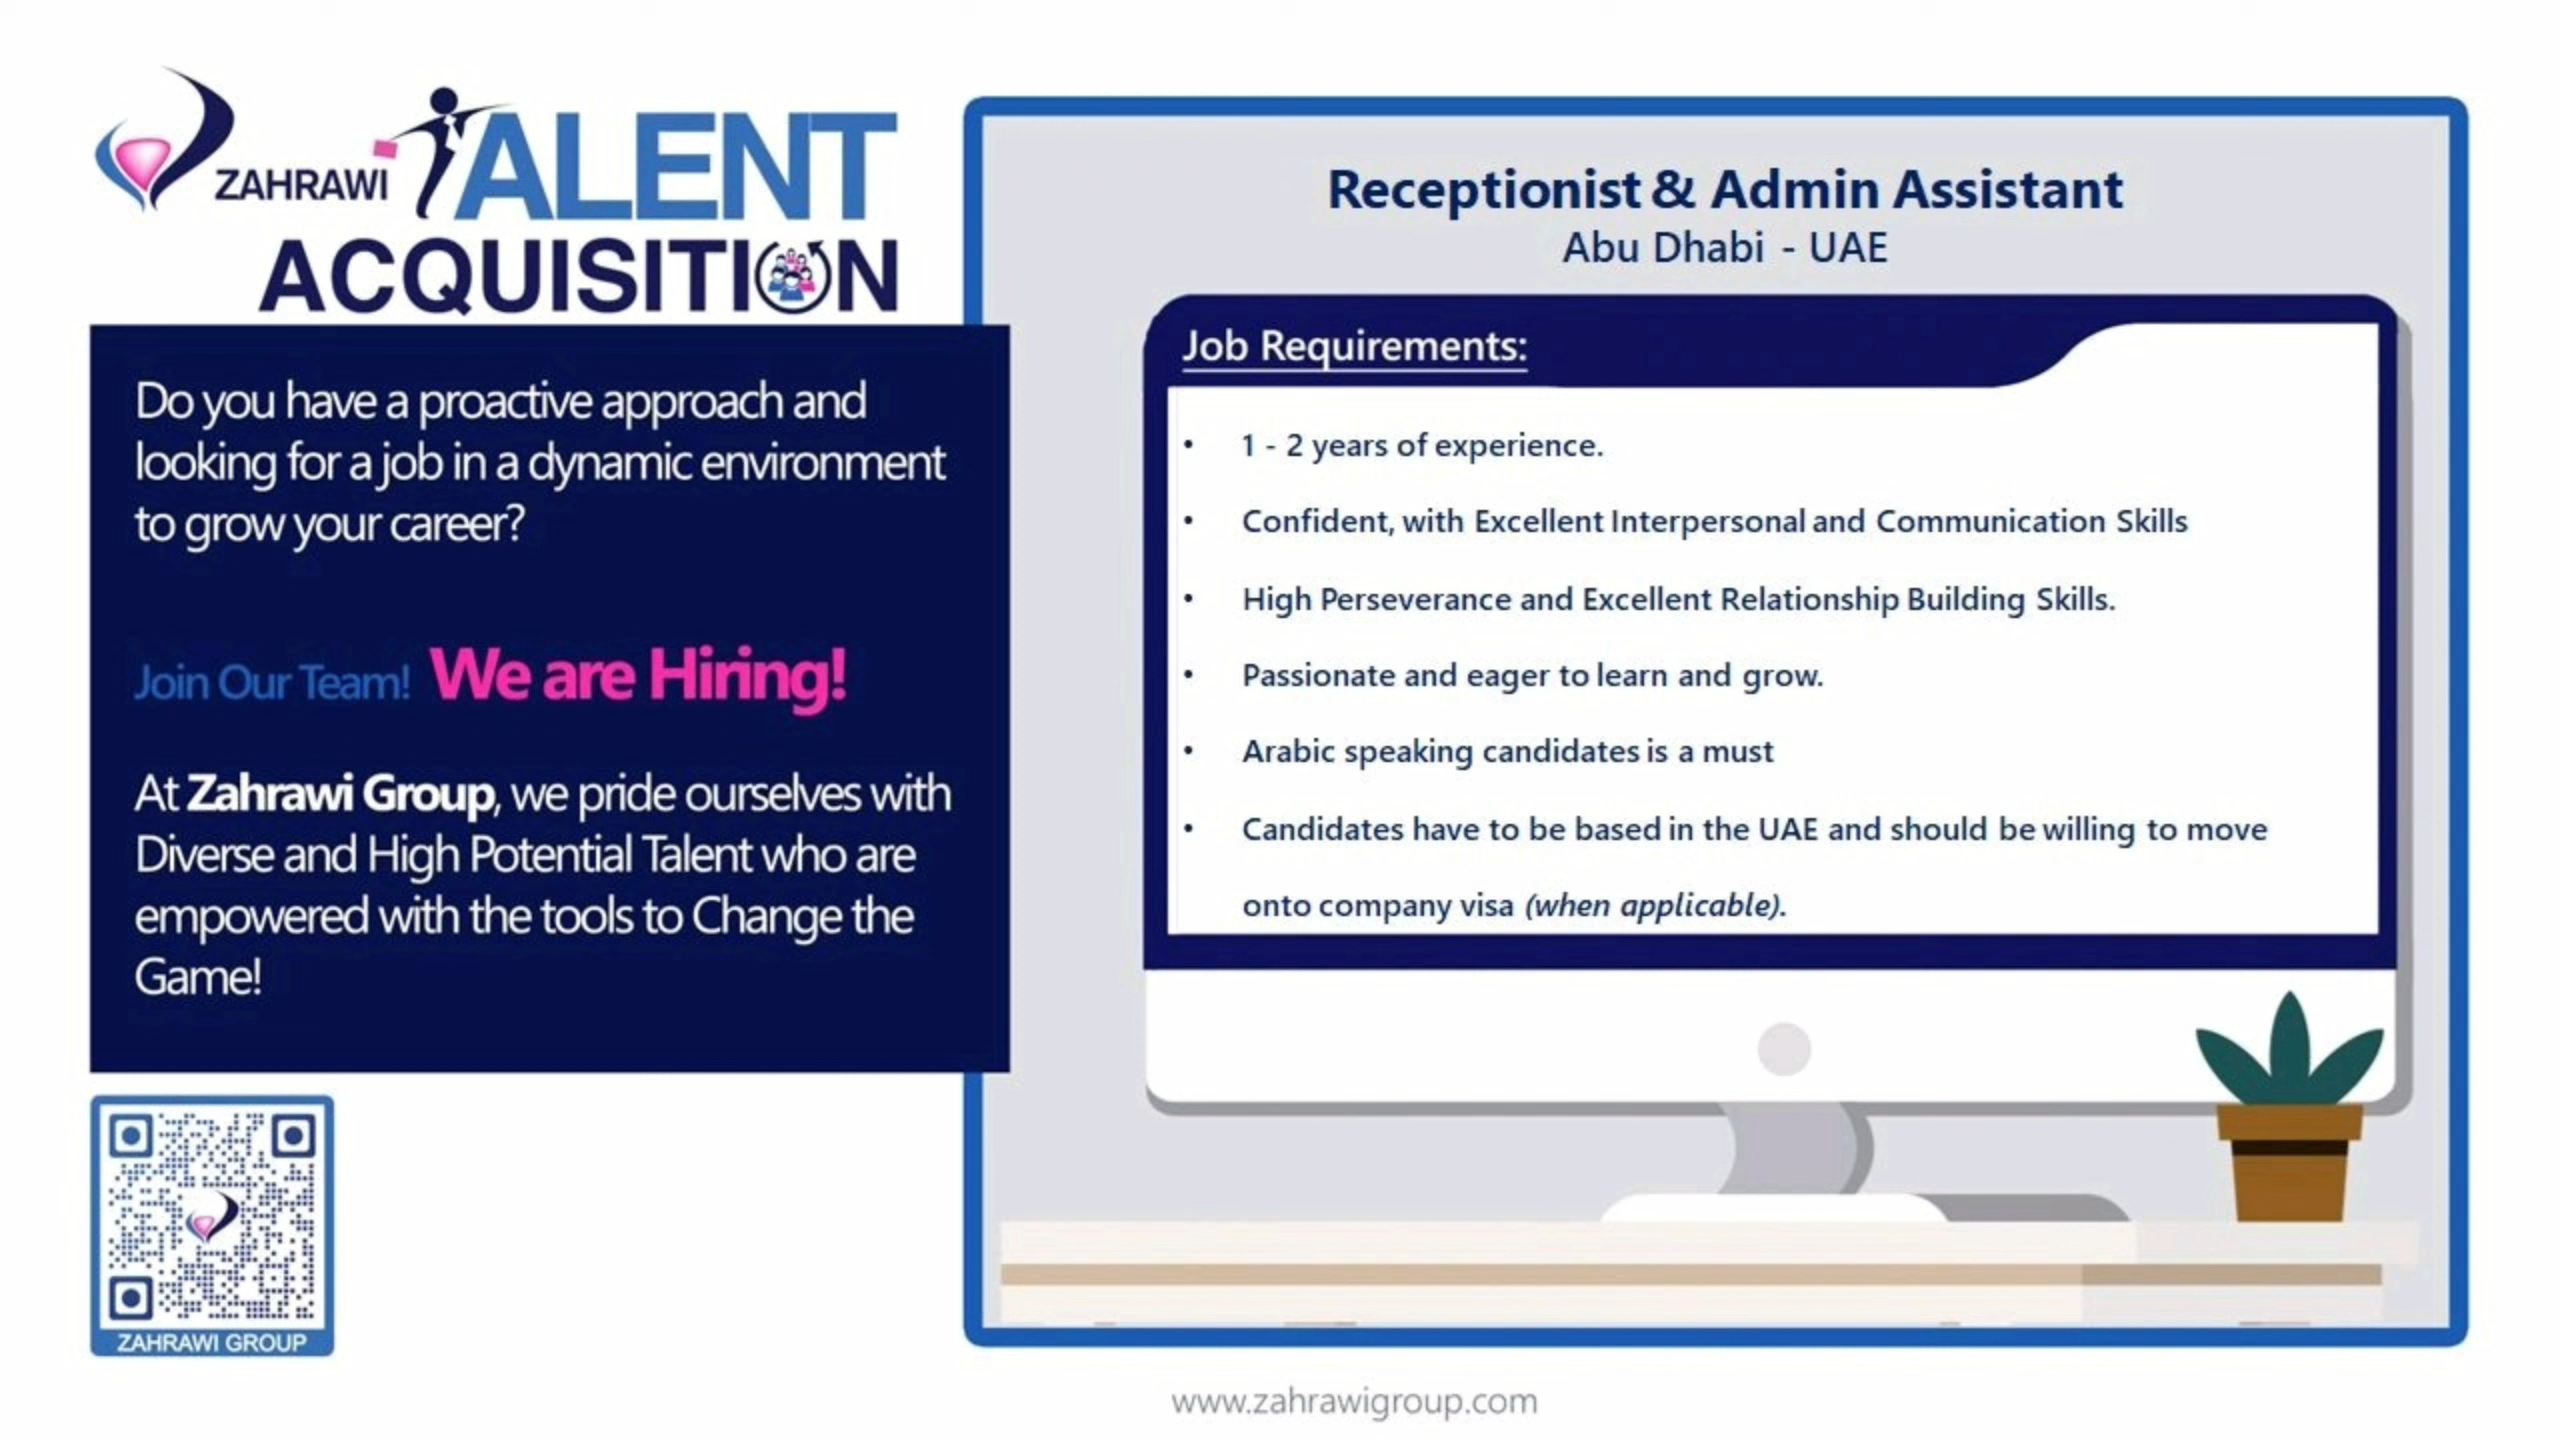 ZAHRAWI TALENT
ACQUISITION
Do you have a proactive approach and
looking for a job in a dynamic environment
to grow your career?
Join Our Team! We are Hiring!
At Zahrawi Group, we pride ourselves with
Diverse and High Potential Talent who are
empowered with the tools to Change the
Game!
ZAHRAWI GROUP
Receptionist & Admin Assistant
Abu Dhabi - UAE
Job Requirements:
• 1 - 2 years of experience.
• Confident, with Excellent Interpersonal and Communication Skills
• High Perseverance and Excellent Relationship Building Skills.
• Passionate and eager to learn and grow.
• Arabic speaking candidates is a must
• Candidates have to be based in the UAE and should be willing to move
onto company visa (when applicable).
www.zahrawigroup.com